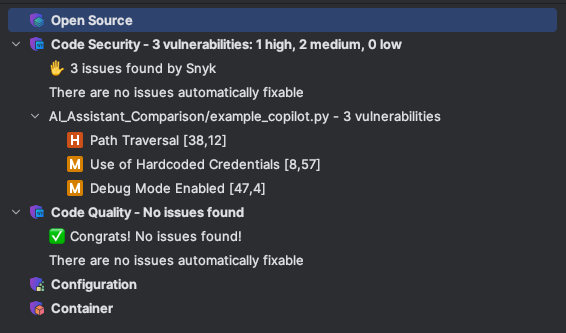 Open Source
Code Security - 3 vulnerabilities: 1 high, 2 medium, 0 low
3 issues found by Snyk
There are no issues automatically fixable
AI_Assistant_Comparison/example_copilot.py - 3 vulnerabilities
H Path Traversal [38,12]
M Use of Hardcoded Credentials [8,57]
M Debug Mode Enabled [47,4]
Code Quality - No issues found
Congrats! No issues found!
There are no issues automatically fixable
Configuration
Container